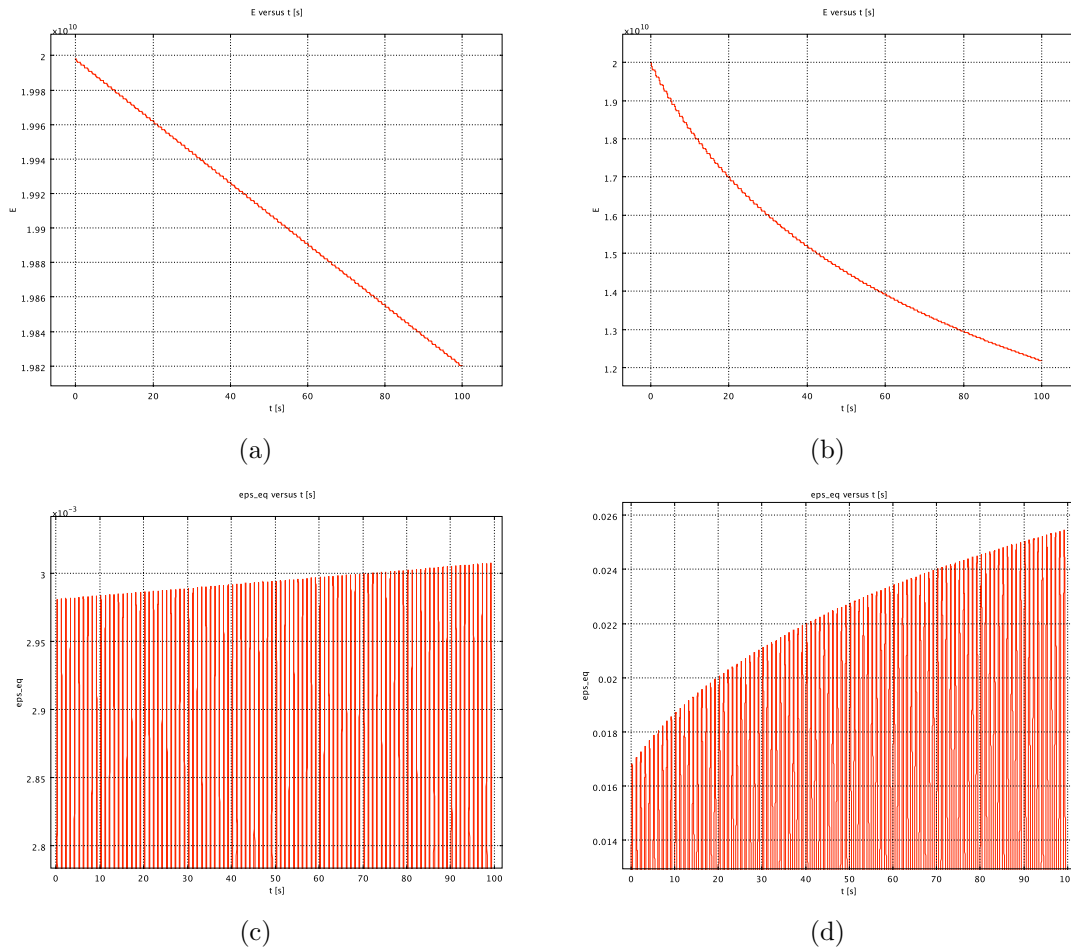 E versus t [s]
x10¹⁰
2
1.998
1.996
1.994
1.992
1.99
1.988
1.986
1.984
1.982
E
0 20 40 60 80 100
t [s]
(a)
E versus t [s]
x10¹⁰
2
1.9
1.8
1.7
1.6
1.5
1.4
1.3
1.2
E
0 20 40 60 80 100
t [s]
(b)
eps_eq versus t [s]
x10⁻³
3
2.95
2.9
2.85
2.8
eps_eq
0 10 20 30 40 50 60 70 80 90 100
t [s]
(c)
eps_eq versus t [s]
0.026
0.024
0.022
0.02
0.018
0.016
0.014
eps_eq
0 10 20 30 40 50 60 70 80 90 100
t [s]
(d)